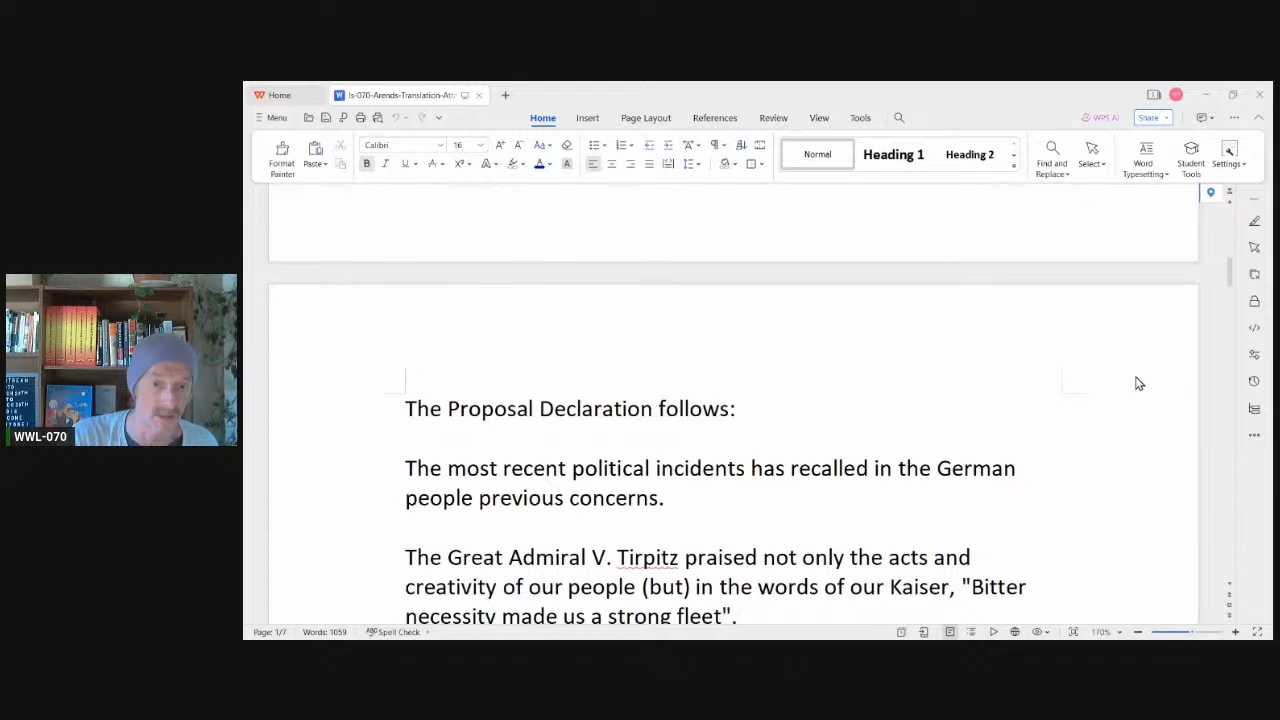 Home
Is-070-Arends-Translation-Atta
Menu
Home
Insert
Page Layout
References
Review
View
Tools
WPS AI
Share
Format
Painter
Paste
Calibri
16
Normal
Heading 1
Heading 2
Find and
Replace
Select
Word
Typesetting
Student
Tools
Settings
The Proposal Declaration follows:
The most recent political incidents has recalled in the German
people previous concerns.
The Great Admiral V. Tirpitz praised not only the acts and
creativity of our people (but) in the words of our Kaiser, "Bitter
necessity made us a strong fleet".
WWL-070
Page: 1/7
Words: 1059
Spell Check
170%